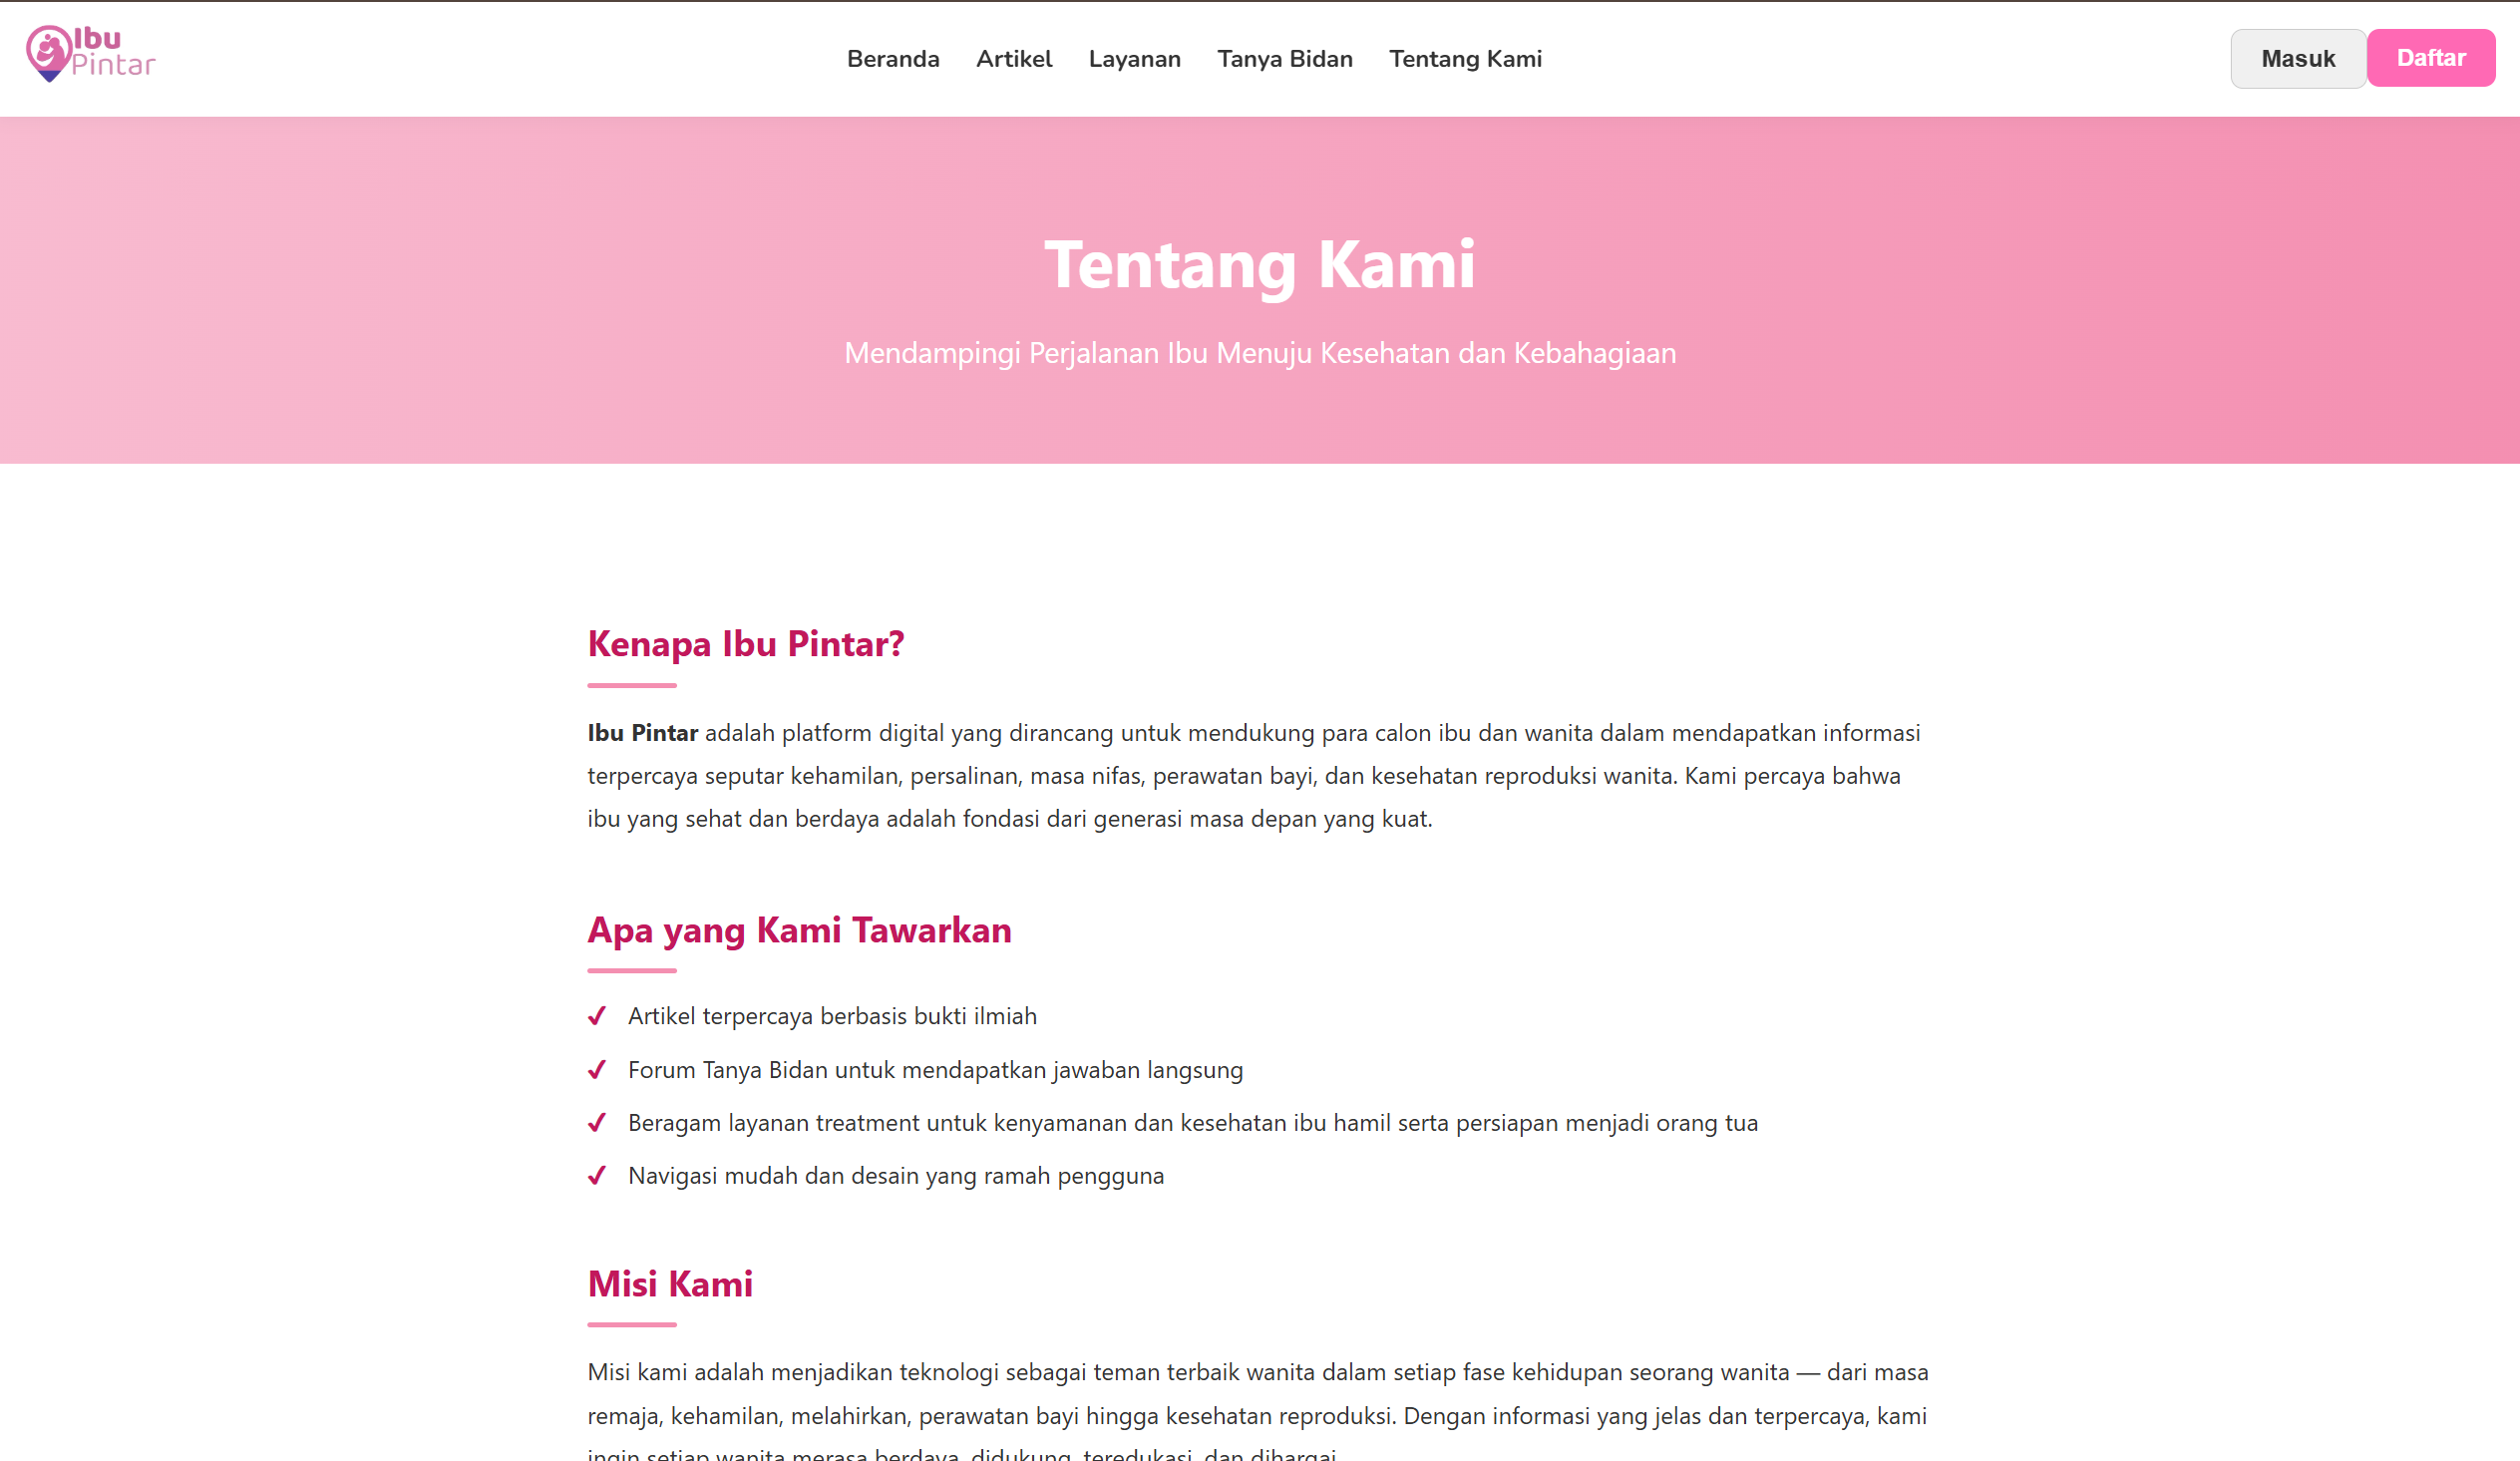 Ibu
Pintar
Beranda Artikel Layanan Tanya Bidan Tentang Kami
Masuk Daftar
Tentang Kami
Mendampingi Perjalanan Ibu Menuju Kesehatan dan Kebahagiaan
Kenapa Ibu Pintar?
Ibu Pintar adalah platform digital yang dirancang untuk mendukung para calon ibu dan wanita dalam mendapatkan informasi
terpercaya seputar kehamilan, persalinan, masa nifas, perawatan bayi, dan kesehatan reproduksi wanita. Kami percaya bahwa
ibu yang sehat dan berdaya adalah fondasi dari generasi masa depan yang kuat.
Apa yang Kami Tawarkan
✔ Artikel terpercaya berbasis bukti ilmiah
✔ Forum Tanya Bidan untuk mendapatkan jawaban langsung
✔ Beragam layanan treatment untuk kenyamanan dan kesehatan ibu hamil serta persiapan menjadi orang tua
✔ Navigasi mudah dan desain yang ramah pengguna
Misi Kami
Misi kami adalah menjadikan teknologi sebagai teman terbaik wanita dalam setiap fase kehidupan seorang wanita — dari masa
remaja, kehamilan, melahirkan, perawatan bayi hingga kesehatan reproduksi. Dengan informasi yang jelas dan terpercaya, kami
ingin setiap wanita merasa berdaya, didukung, teredukasi, dan dihargai.